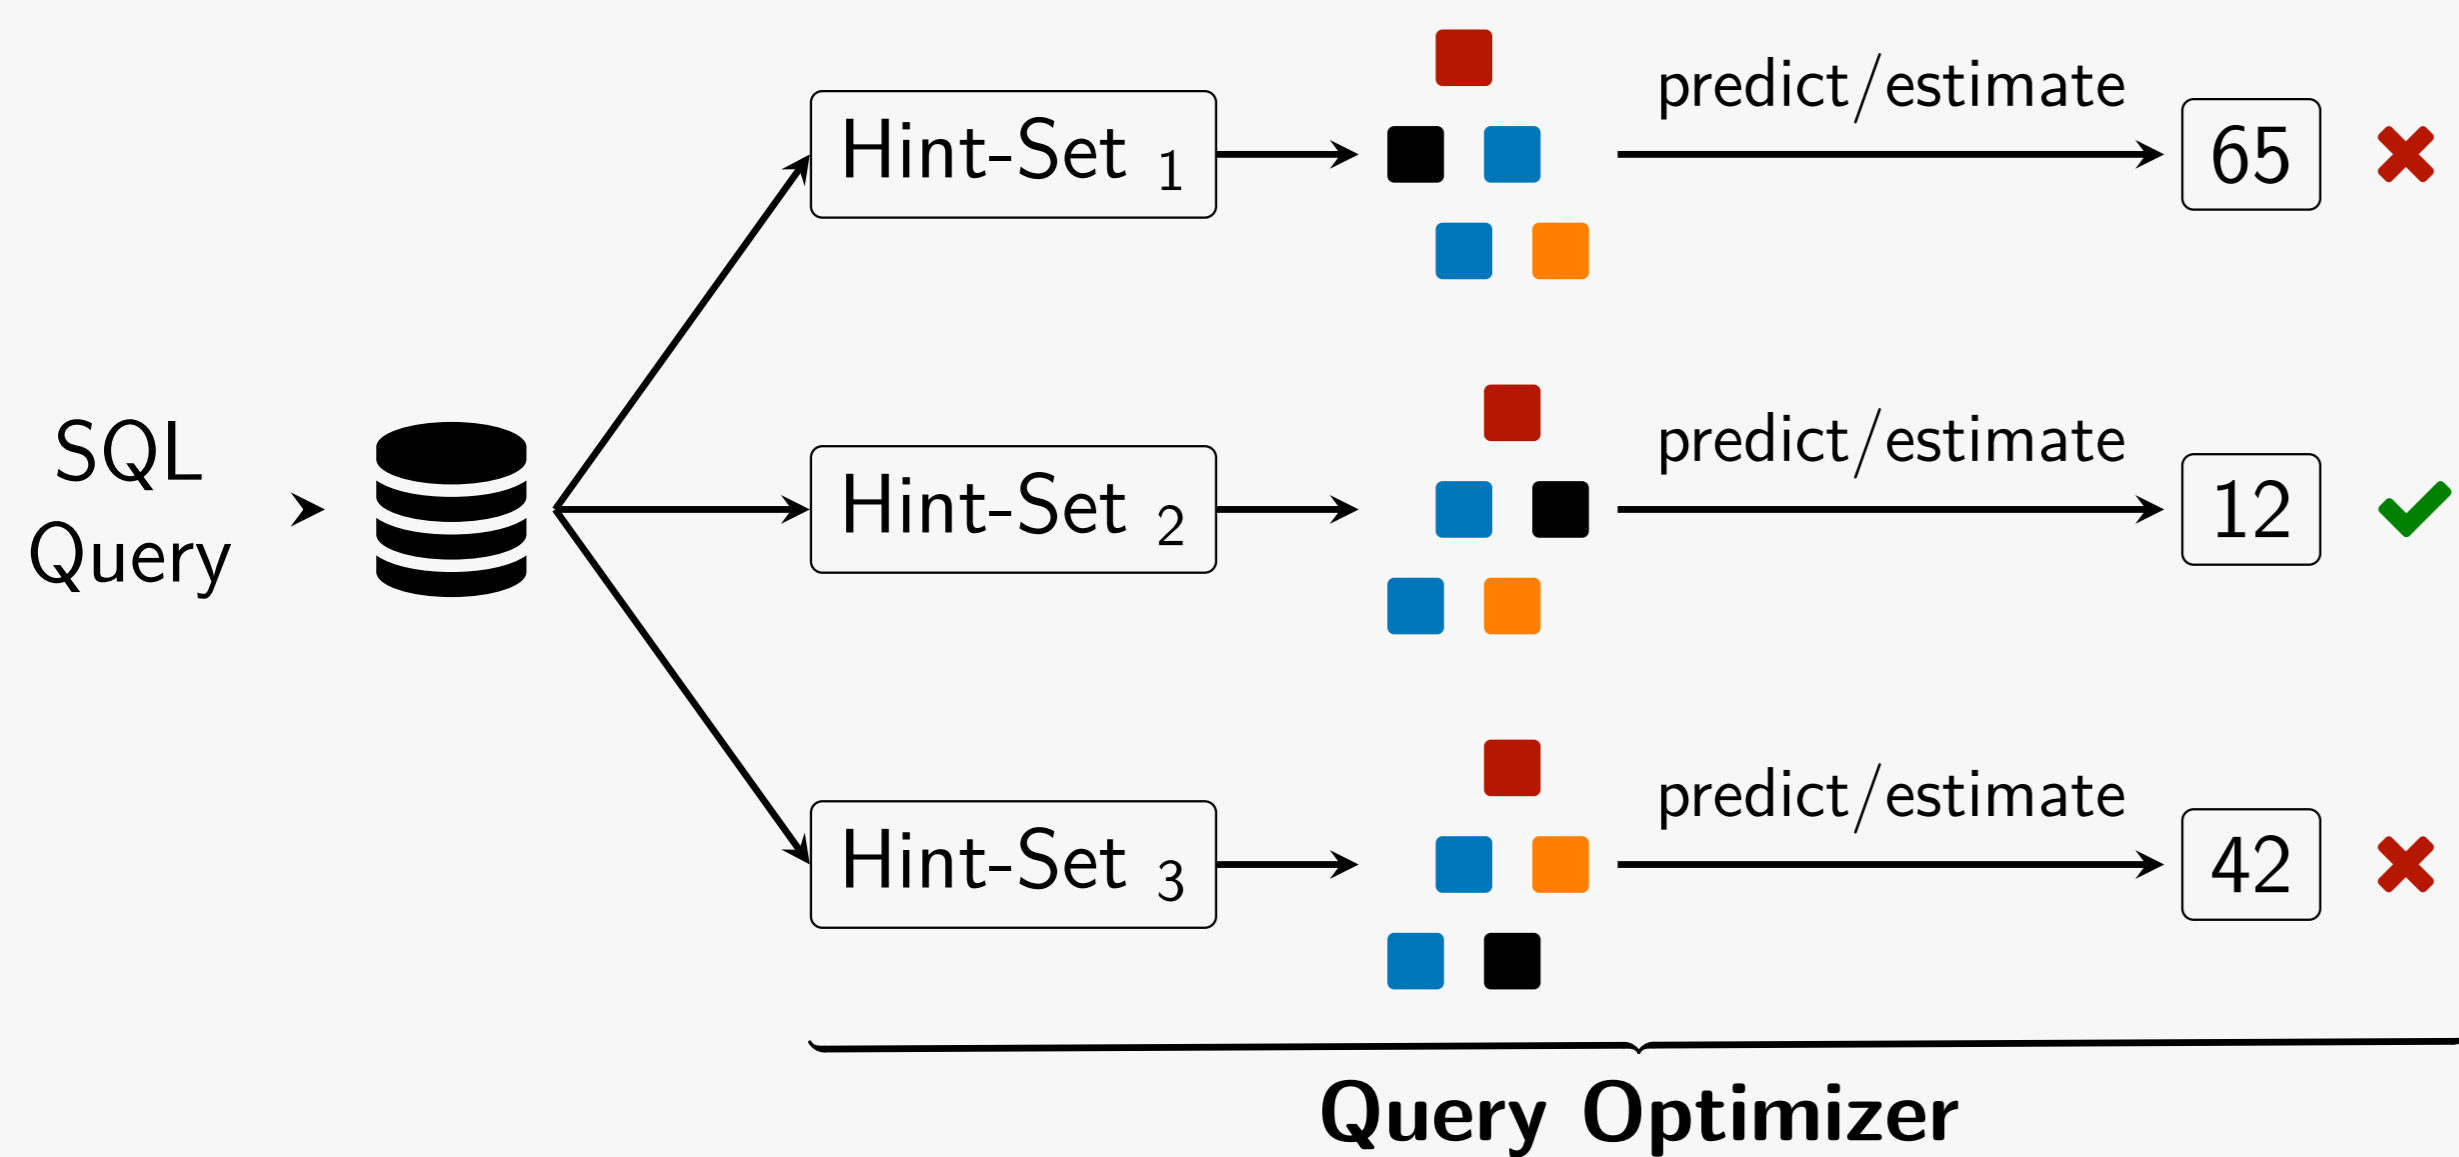 predict/estimate
Hint-Set 1
65
SQL
Query
predict/estimate
Hint-Set 2
12
predict/estimate
Hint-Set 3
42
Query Optimizer